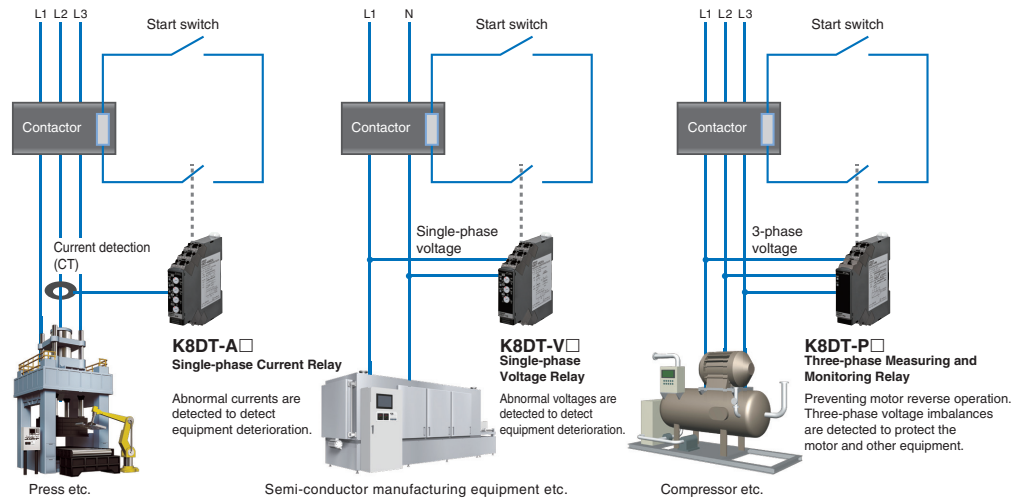 L1 L2 L3
Start switch
Contactor
Current detection
(CT)
K8DT-A□
Single-phase Current Relay
Abnormal currents are
detected to detect
equipment deterioration.
Press etc.
L1 N
Start switch
Contactor
Single-phase
voltage
K8DT-V□
Single-phase
Voltage Relay
Abnormal voltages are
detected to detect
equipment deterioration.
Semi-conductor manufacturing equipment etc.
L1 L2 L3
Start switch
Contactor
3-phase
voltage
K8DT-P□
Three-phase Measuring and
Monitoring Relay
Preventing motor reverse operation.
Three-phase voltage imbalances
are detected to protect the
motor and other equipment.
Compressor etc.